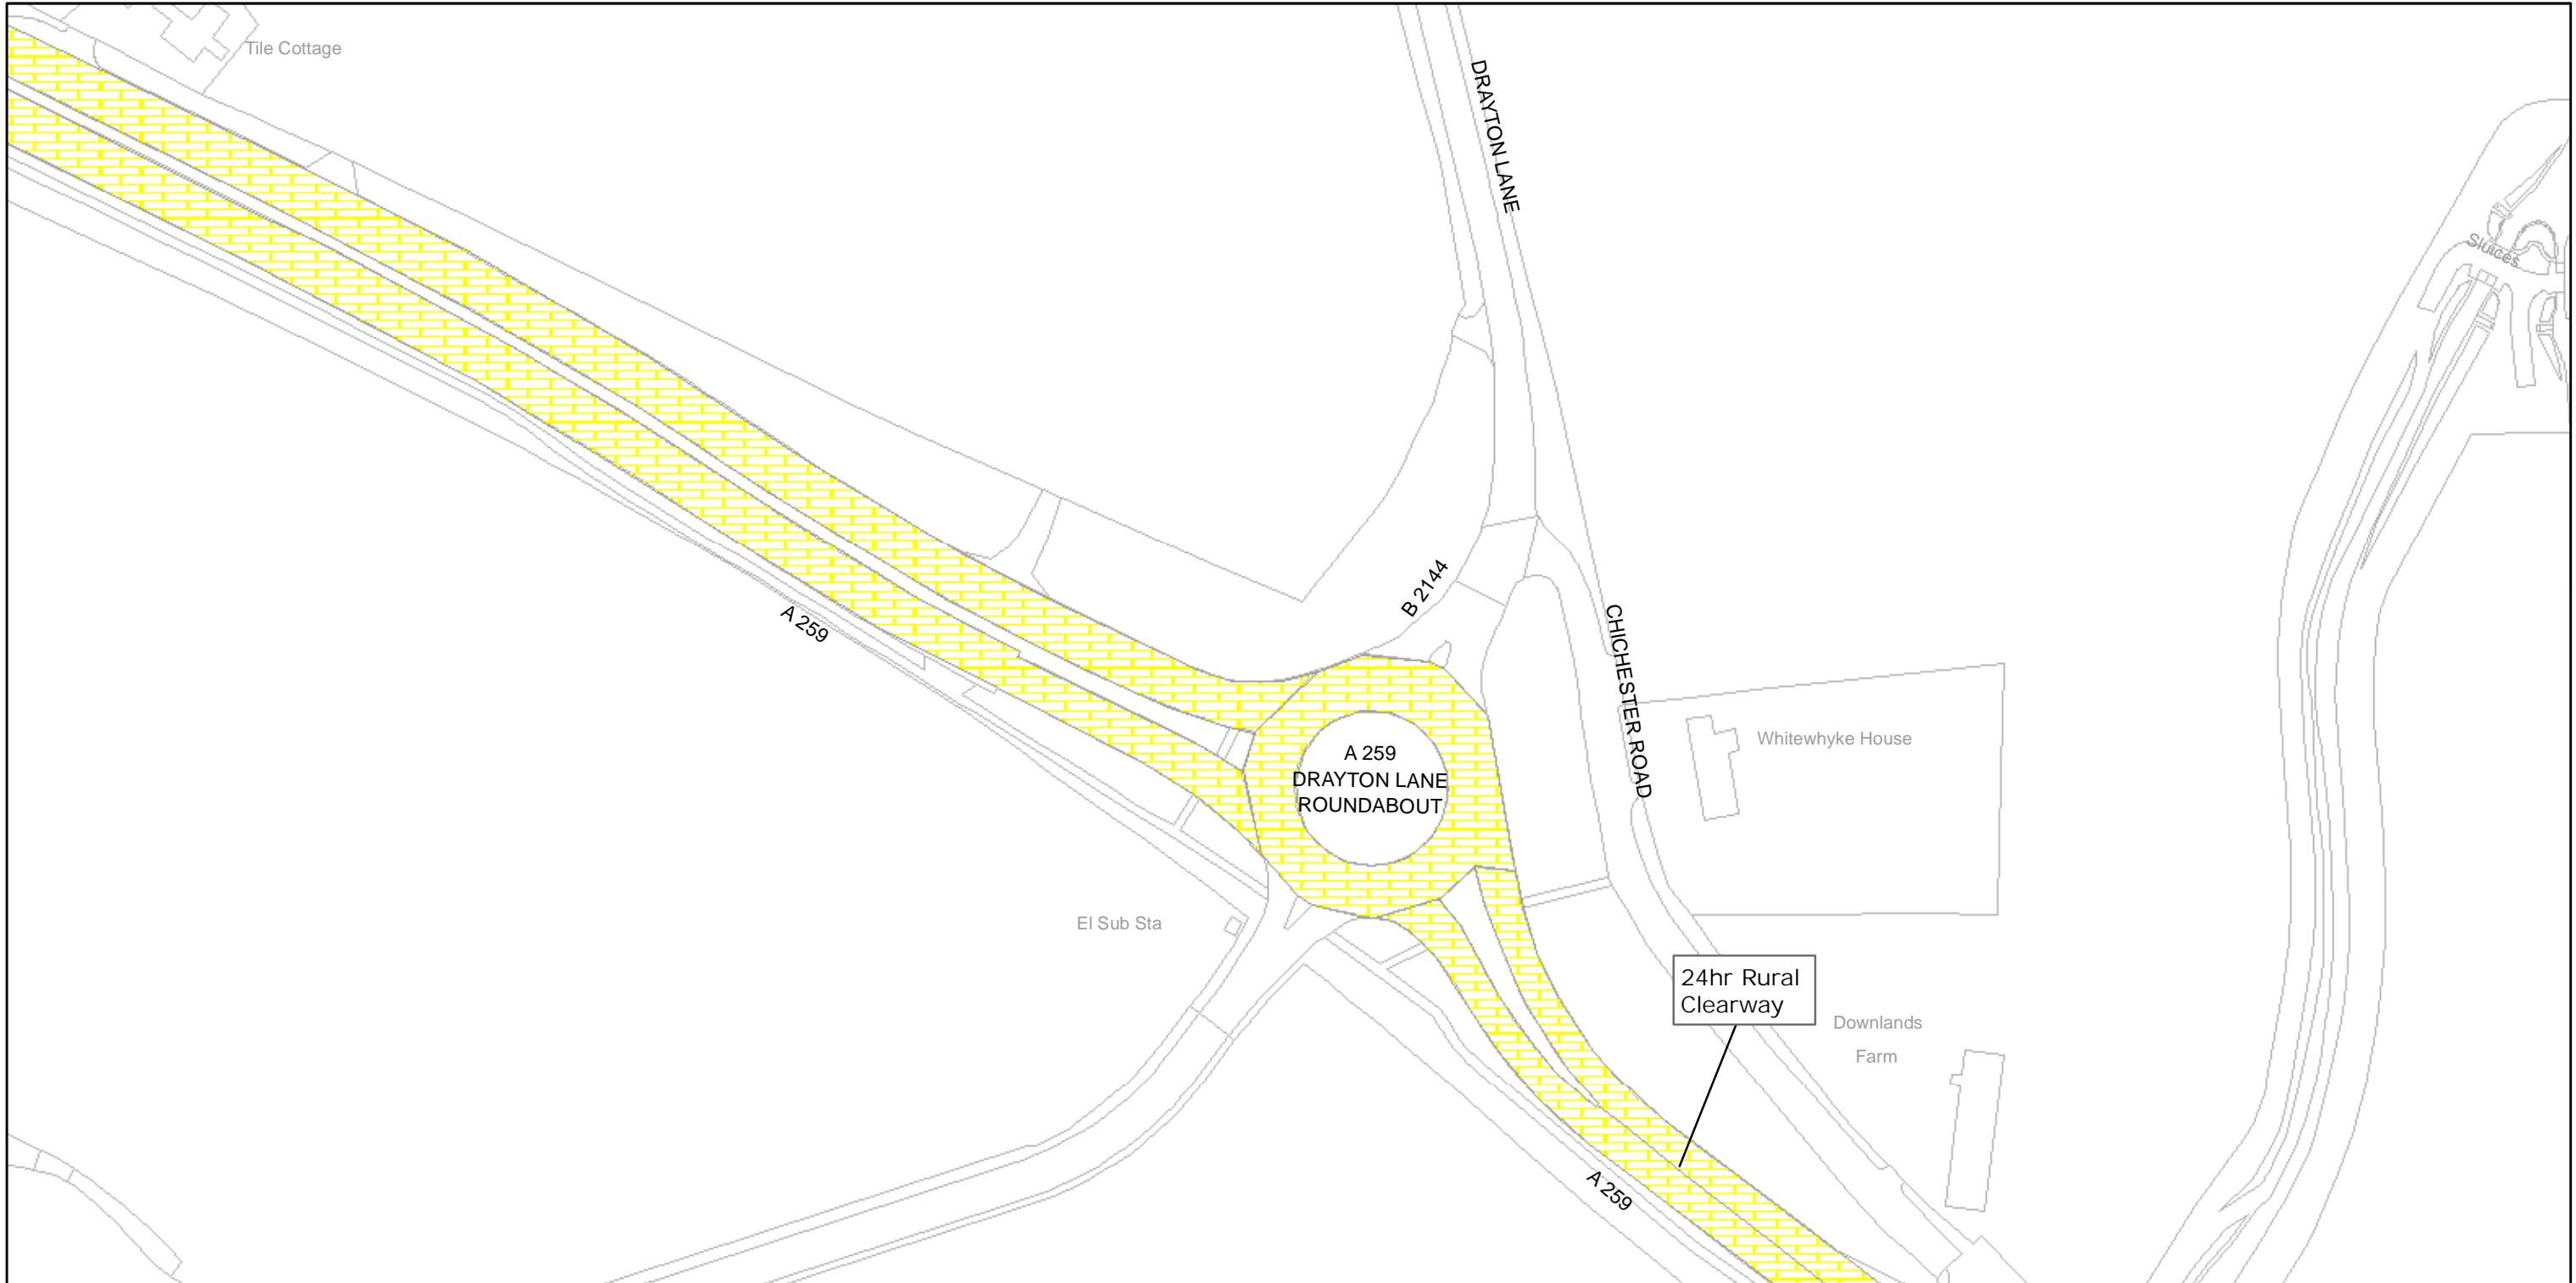 Tile Cottage
DRAYTON LANE
Sluices
B 2144
A 259
CHICHESTER ROAD
Whitewhyke House
A 259
DRAYTON LANE
ROUNDABOUT
El Sub Sta
24hr Rural
Clearway
Downlands
Farm
A 259